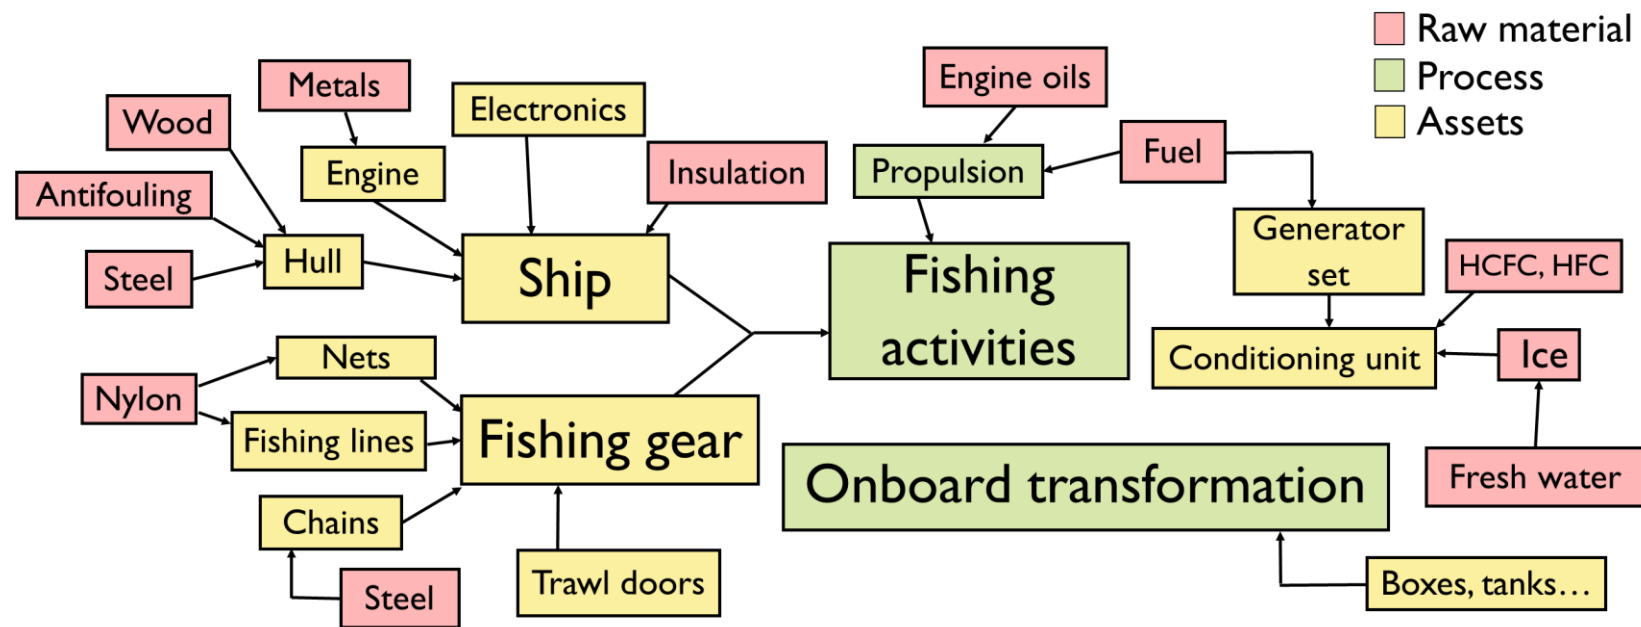 Raw material
Process
Assets
Metals
Wood
Electronics
Engine oils
Antifouling
Engine
Insulation
Propulsion
Fuel
Steel
Hull
Ship
Fishing
activities
Generator
set
HCFC, HFC
Nylon
Nets
Fishing lines
Fishing gear
Conditioning unit
Ice
Onboard transformation
Fresh water
Chains
Steel
Trawl doors
Boxes, tanks…